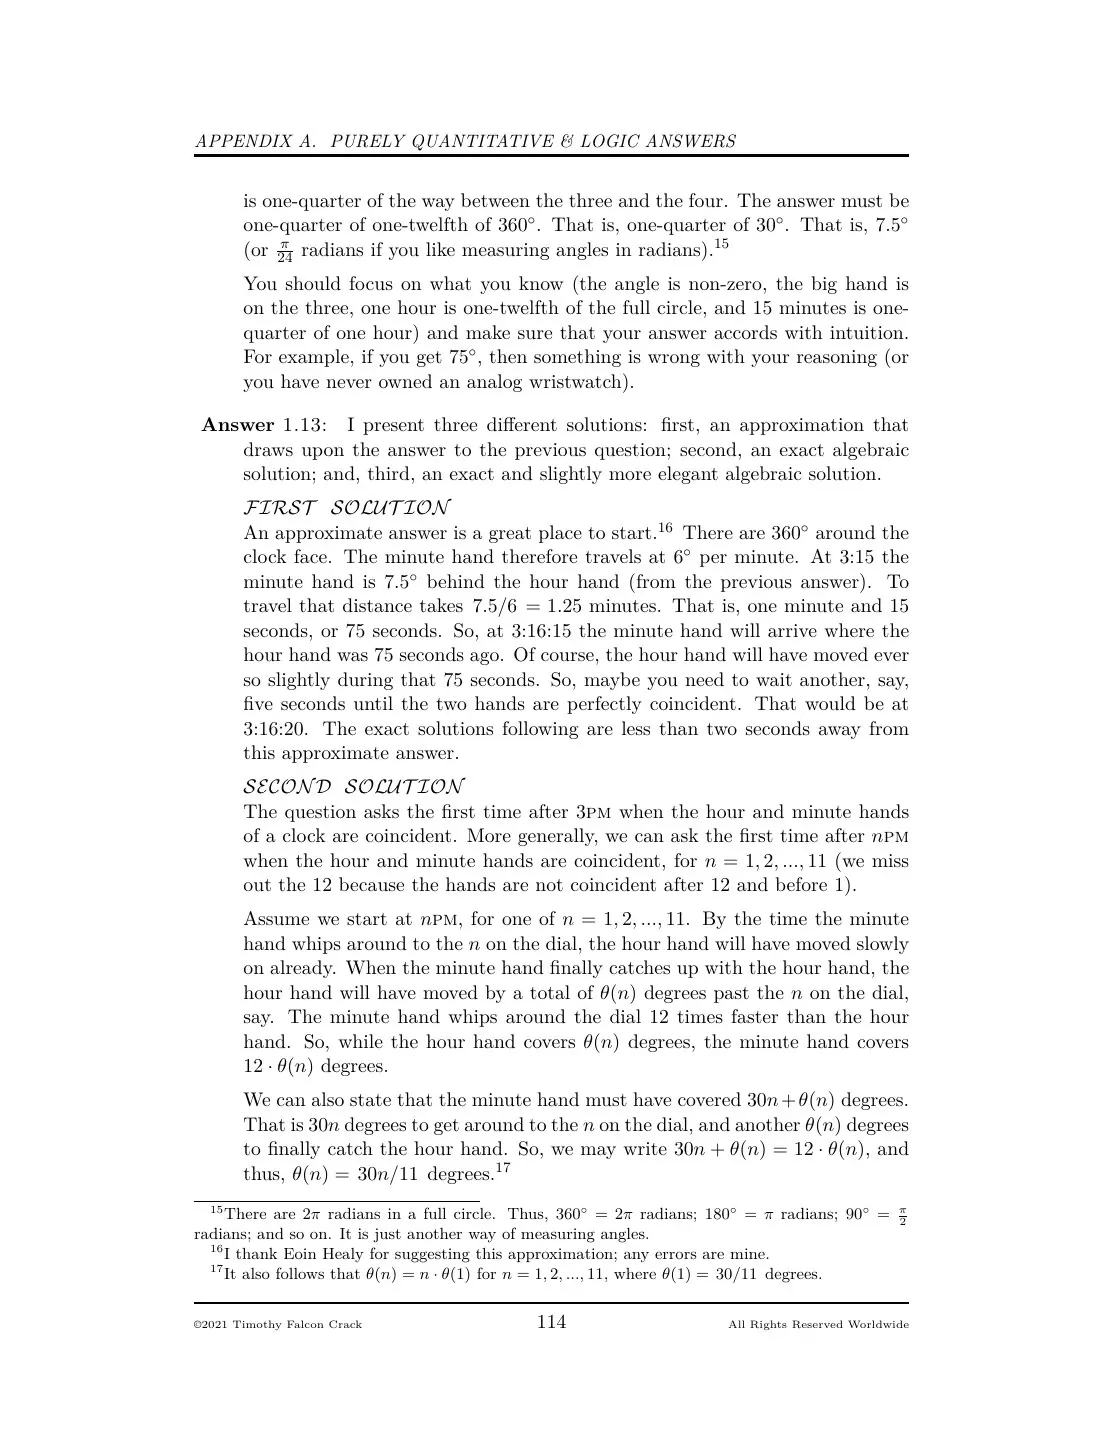 APPENDIX A. PURELY QUANTITATIVE & LOGIC ANSWERS
is one-quarter of the way between the three and the four. The answer must be
one-quarter of one-twelfth of 360°. That is, one-quarter of 30°. That is, 7.5°
(or π/24 radians if you like measuring angles in radians).15
You should focus on what you know (the angle is non-zero, the big hand is
on the three, one hour is one-twelfth of the full circle, and 15 minutes is one-
quarter of one hour) and make sure that your answer accords with intuition.
For example, if you get 75°, then something is wrong with your reasoning (or
you have never owned an analog wristwatch).
Answer 1.13: I present three different solutions: first, an approximation that
draws upon the answer to the previous question; second, an exact algebraic
solution; and, third, an exact and slightly more elegant algebraic solution.
FIRST SOLUTION
An approximate answer is a great place to start.16 There are 360° around the
clock face. The minute hand therefore travels at 6° per minute. At 3:15 the
minute hand is 7.5° behind the hour hand (from the previous answer). To
travel that distance takes 7.5/6 = 1.25 minutes. That is, one minute and 15
seconds, or 75 seconds. So, at 3:16:15 the minute hand will arrive where the
hour hand was 75 seconds ago. Of course, the hour hand will have moved ever
so slightly during that 75 seconds. So, maybe you need to wait another, say,
five seconds until the two hands are perfectly coincident. That would be at
3:16:20. The exact solutions following are less than two seconds away from
this approximate answer.
SECOND SOLUTION
The question asks the first time after 3PM when the hour and minute hands
of a clock are coincident. More generally, we can ask the first time after nPM
when the hour and minute hands are coincident, for n = 1, 2, ..., 11 (we miss
out the 12 because the hands are not coincident after 12 and before 1).
Assume we start at nPM, for one of n = 1, 2, ..., 11. By the time the minute
hand whips around to the n on the dial, the hour hand will have moved slowly
on already. When the minute hand finally catches up with the hour hand, the
hour hand will have moved by a total of θ(n) degrees past the n on the dial,
say. The minute hand whips around the dial 12 times faster than the hour
hand. So, while the hour hand covers θ(n) degrees, the minute hand covers
12 · θ(n) degrees.
We can also state that the minute hand must have covered 30n+θ(n) degrees.
That is 30n degrees to get around to the n on the dial, and another θ(n) degrees
to finally catch the hour hand. So, we may write 30n + θ(n) = 12 · θ(n), and
thus, θ(n) = 30n/11 degrees.17
15There are 2π radians in a full circle. Thus, 360° = 2π radians; 180° = π radians; 90° = π/2
radians; and so on. It is just another way of measuring angles.
16I thank Eoin Healy for suggesting this approximation; any errors are mine.
17It also follows that θ(n) = n · θ(1) for n = 1, 2, ..., 11, where θ(1) = 30/11 degrees.
©2021 Timothy Falcon Crack 114 All Rights Reserved Worldwide